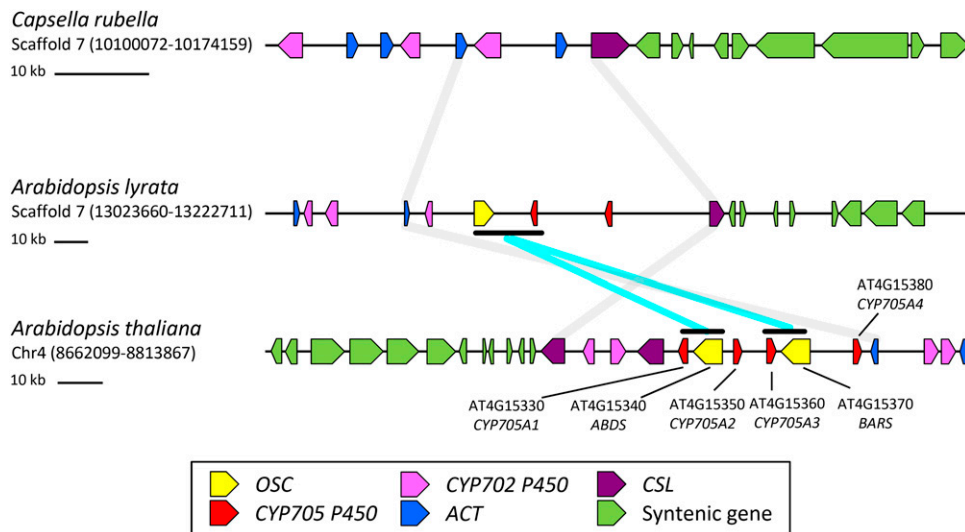 Capsella rubella
Scaffold 7 (10100072-10174159)
10 kb
Arabidopsis lyrata
Scaffold 7 (13023660-13222711)
10 kb
AT4G15380
CYP705A4
Arabidopsis thaliana
Chr4 (8662099-8813867)
10 kb
AT4G15330
CYP705A1
AT4G15340
ABDS
AT4G15350
CYP705A2
AT4G15360
CYP705A3
AT4G15370
BARS
OSC
CYP702 P450
CSL
CYP705 P450
ACT
Syntenic gene